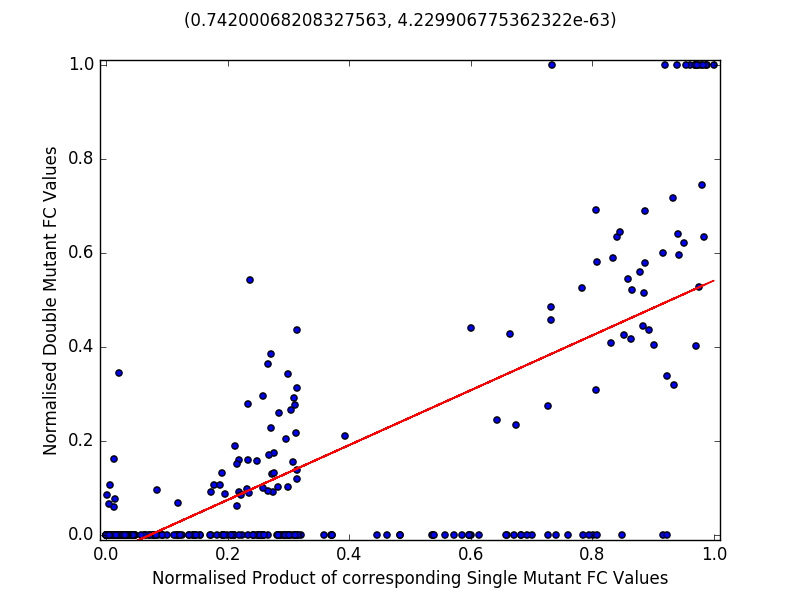 (0.74200068208327563, 4.229906775362322e-63)
1.0
0.8
0.6
0.4
0.2
0.0
Normalised Double Mutant FC Values
0.0 0.2 0.4 0.6 0.8 1.0
Normalised Product of corresponding Single Mutant FC Values